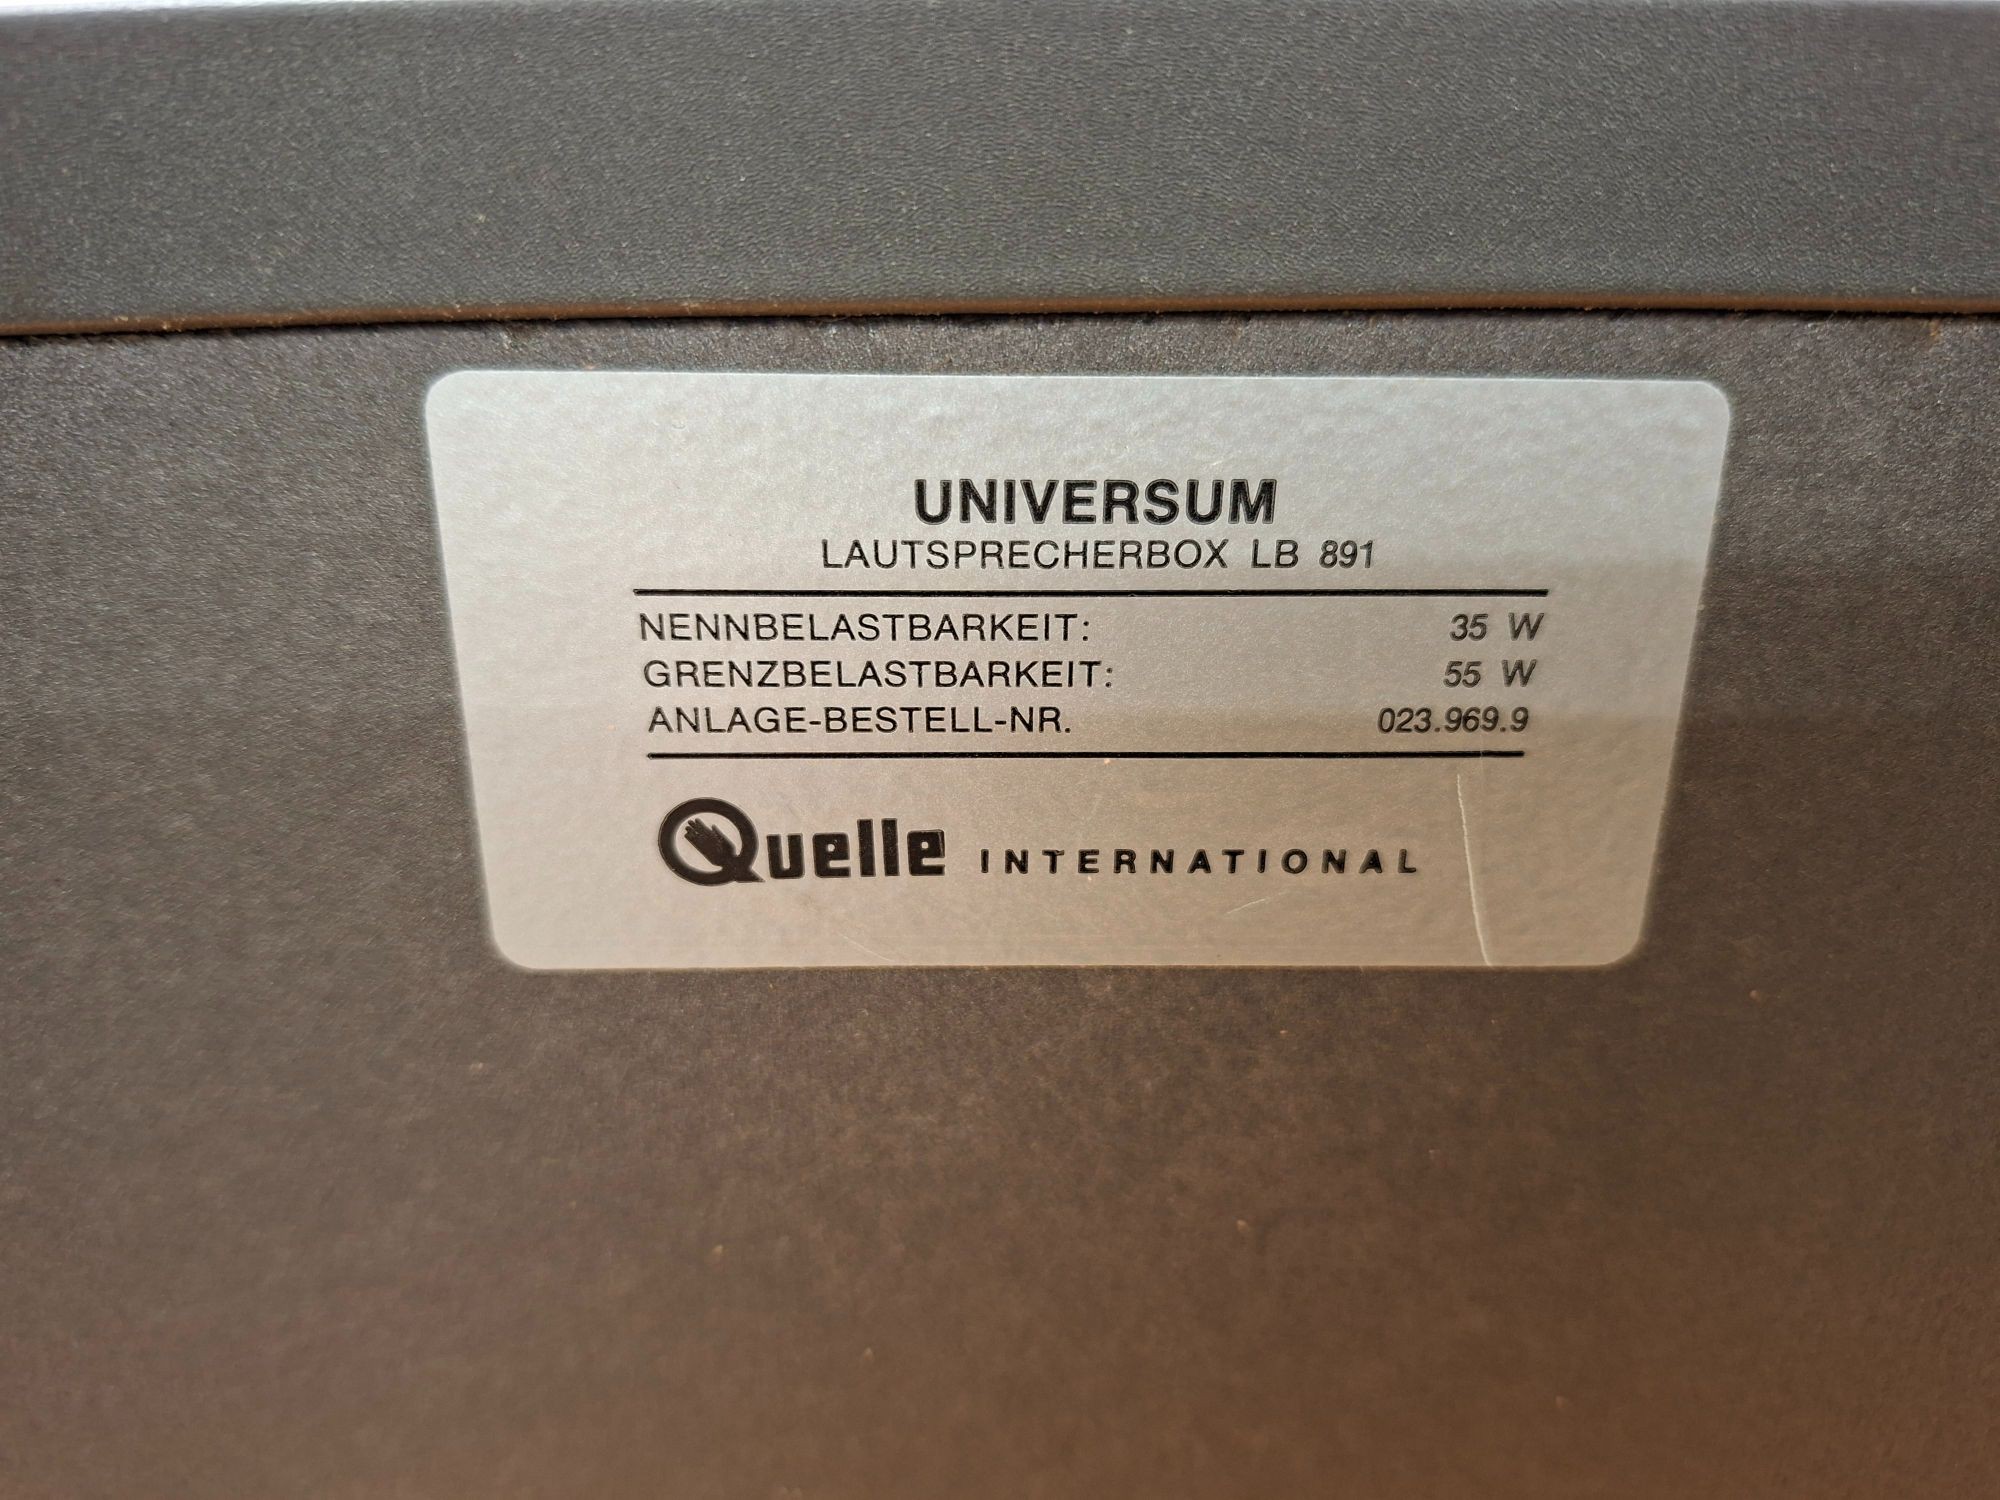 UNIVERSUM
LAUTSPRECHERBOX LB 891
NENNBELASTBARKEIT: 35 W
GRENZBELASTBARKEIT: 55 W
ANLAGE-BESTELL-NR. 023.969.9
Quelle INTERNATIONAL